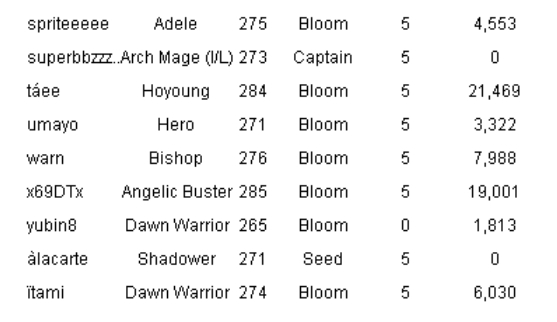 spriteeeee Adele 275 Bloom 5 4,553
superbbzzz..Arch Mage (I/L) 273 Captain 5 0
táee Hoyoung 284 Bloom 5 21,469
umayo Hero 271 Bloom 5 3,322
warn Bishop 276 Bloom 5 7,988
x69DTx Angelic Buster 285 Bloom 5 19,001
yubin8 Dawn Warrior 265 Bloom 0 1,813
àlacarte Shadower 271 Seed 5 0
ïtami Dawn Warrior 274 Bloom 5 6,030